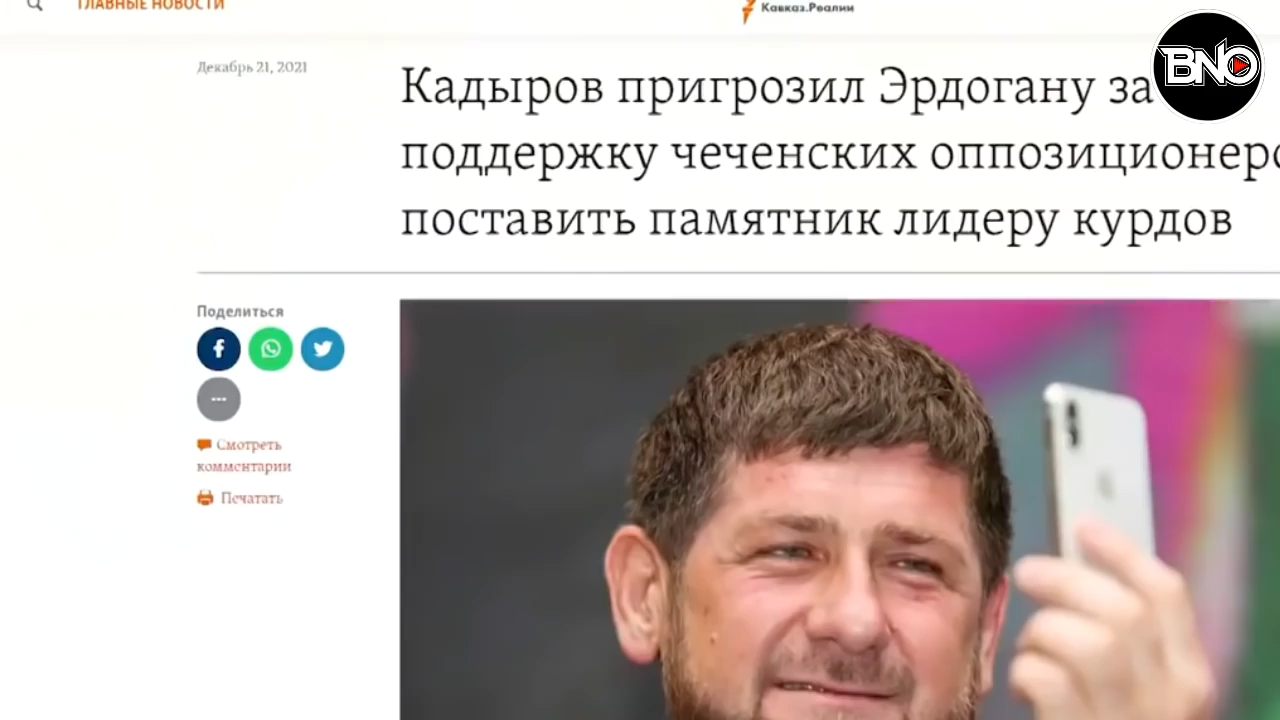 ГЛАВНЫЕ НОВОСТИ
Кавказ.Реалии
BNO
Декабрь 21, 2021
Кадыров пригрозил Эрдогану за
поддержку чеченских
поставить памятник лидеру курдов
Поделиться
Смотреть
комментарии
Печатать